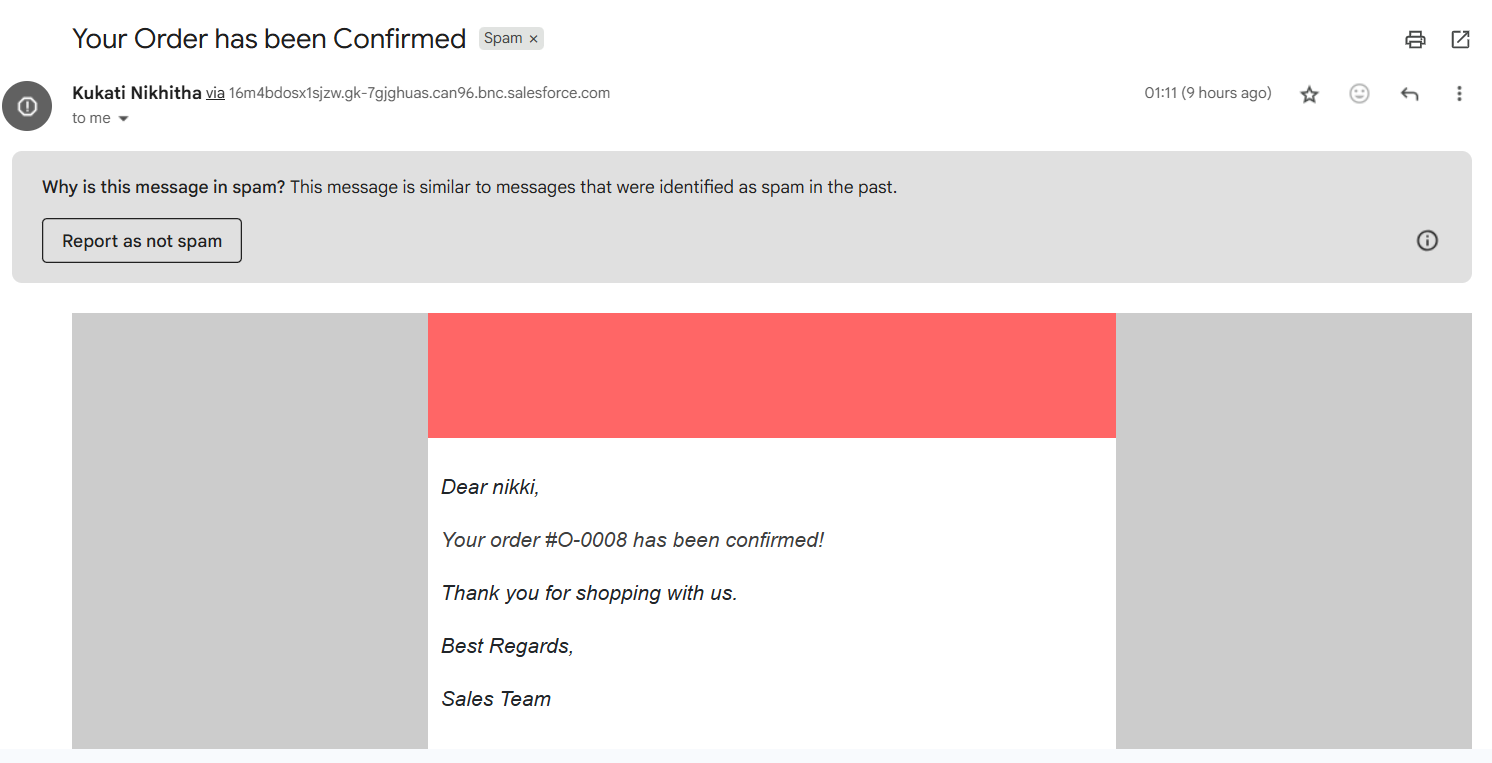 Your Order has been Confirmed Spam ×
Kukati Nikhitha via 16m4bdosx1sjzw.gk-7gjghuas.can96.bnc.salesforce.com 01:11 (9 hours ago)
to me
Why is this message in spam? This message is similar to messages that were identified as spam in the past.
Report as not spam
Dear nikki,
Your order #O-0008 has been confirmed!
Thank you for shopping with us.
Best Regards,
Sales Team